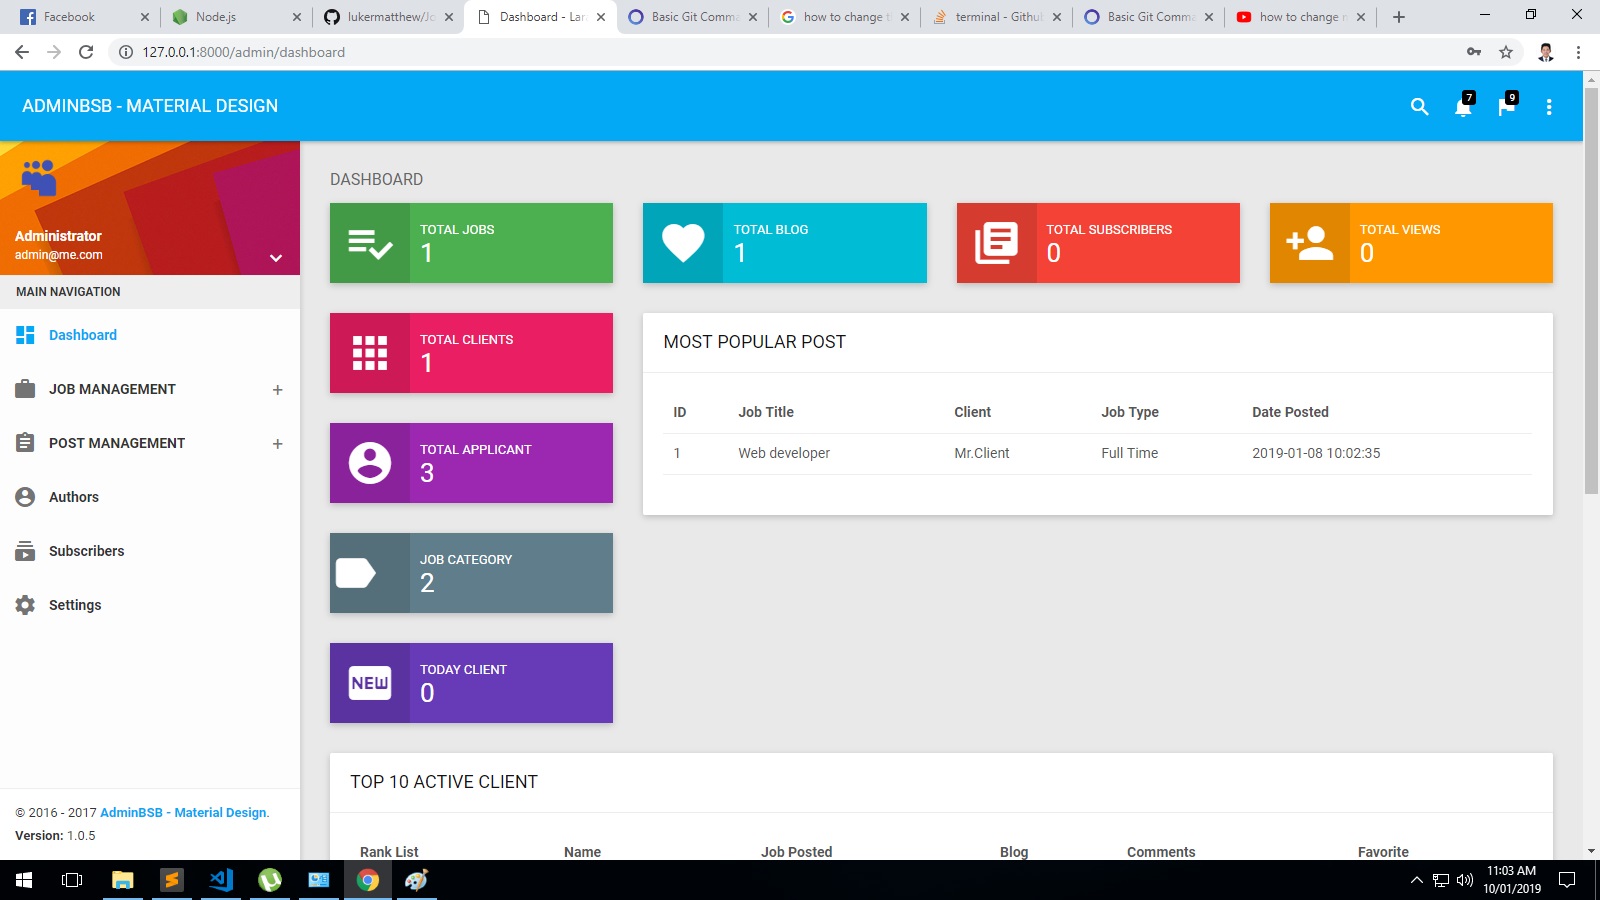 Facebook
Node.js
lukermatthew/Jo
Dashboard - Lar
Basic Git Comma
how to change t
terminal - Githu
Basic Git Comma
how to change n
127.0.0.1:8000/admin/dashboard
ADMINBSB - MATERIAL DESIGN
7
9
Administrator
admin@me.com
MAIN NAVIGATION
Dashboard
JOB MANAGEMENT
POST MANAGEMENT
Authors
Subscribers
Settings
© 2016 - 2017 AdminBSB - Material Design.
Version: 1.0.5
DASHBOARD
TOTAL JOBS
1
TOTAL BLOG
1
TOTAL SUBSCRIBERS
0
TOTAL VIEWS
0
TOTAL CLIENTS
1
TOTAL APPLICANT
3
JOB CATEGORY
2
NEW
TODAY CLIENT
0
MOST POPULAR POST
ID Job Title Client Job Type Date Posted
1 Web developer Mr.Client Full Time 2019-01-08 10:02:35
TOP 10 ACTIVE CLIENT
Rank List Name Job Posted Blog Comments Favorite
11:03 AM
10/01/2019